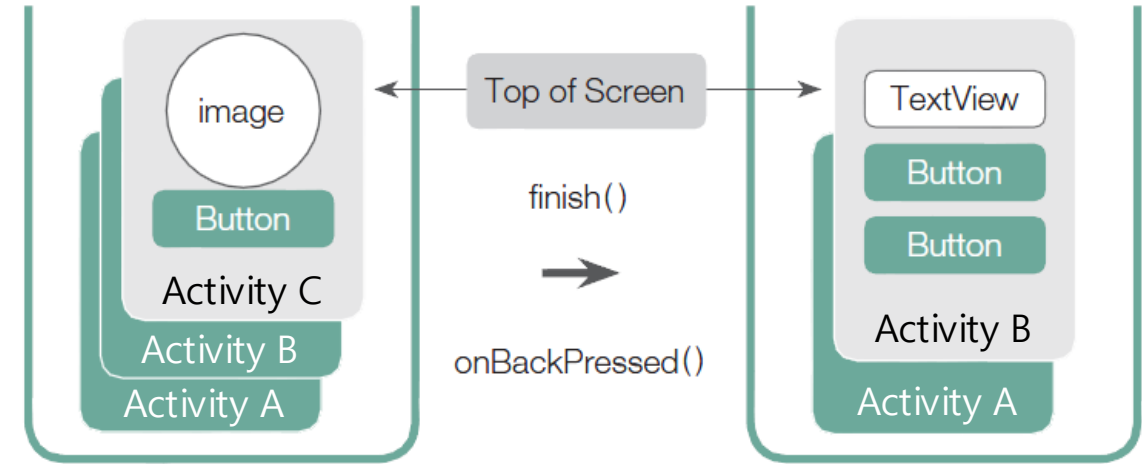 image
Button
Activity C
Activity B
Activity A
Top of Screen
finish()
onBackPressed()
TextView
Button
Button
Activity B
Activity A